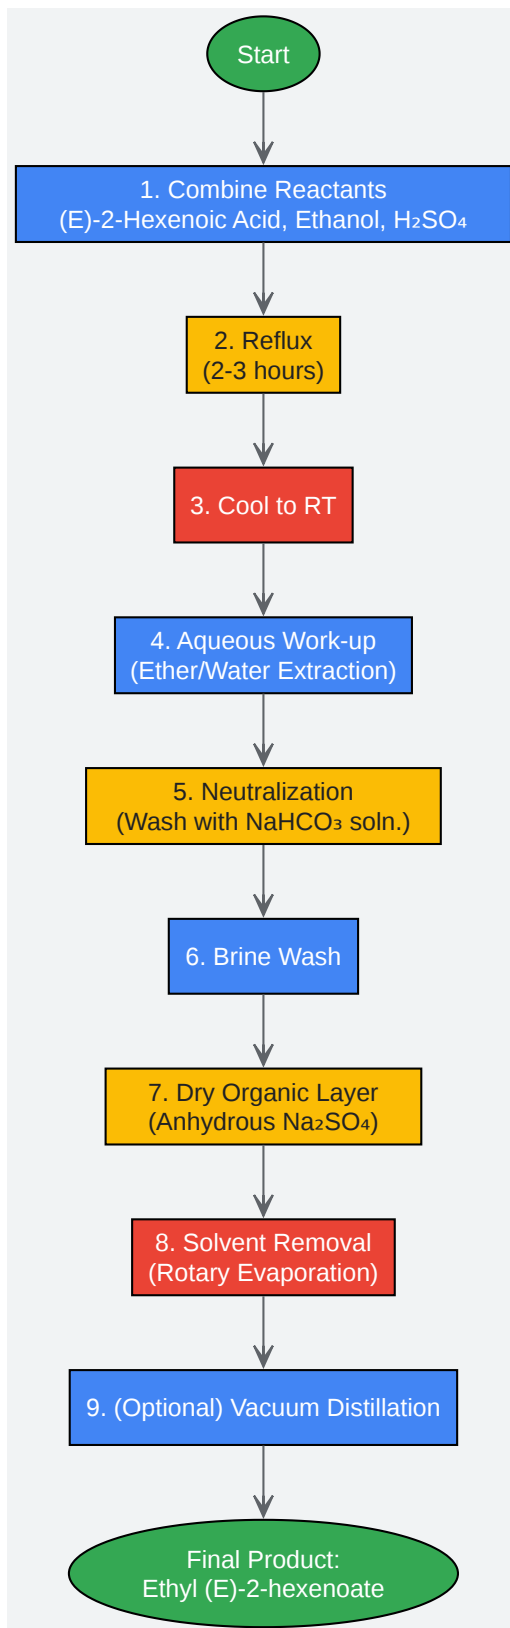 Start
1. Combine Reactants
(E)-2-Hexenoic Acid, Ethanol, H₂SO₄
2. Reflux
(2-3 hours)
3. Cool to RT
4. Aqueous Work-up
(Ether/Water Extraction)
5. Neutralization
(Wash with NaHCO₃ soln.)
6. Brine Wash
7. Dry Organic Layer
(Anhydrous Na₂SO₄)
8. Solvent Removal
(Rotary Evaporation)
9. (Optional) Vacuum Distillation
Final Product:
Ethyl (E)-2-hexenoate